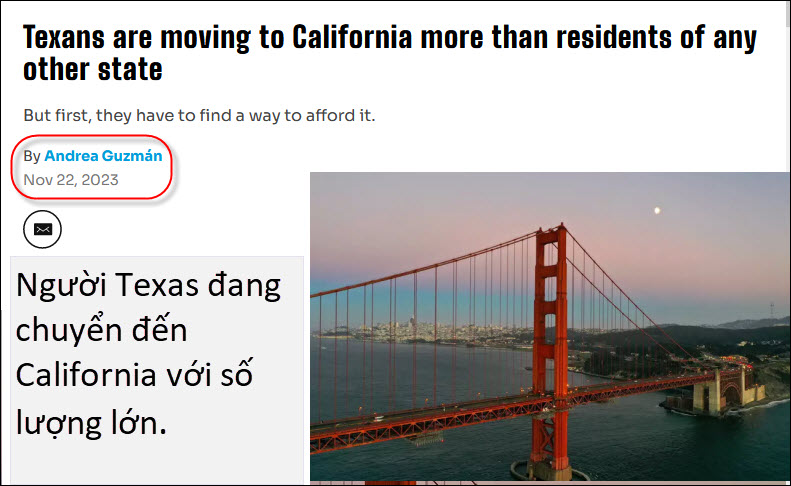 Texans are moving to California more than residents of any
other state
But first, they have to find a way to afford it.
By Andrea Guzmán
Nov 22, 2023
Người Texas đang
chuyển đến
California với số
lượng lớn.